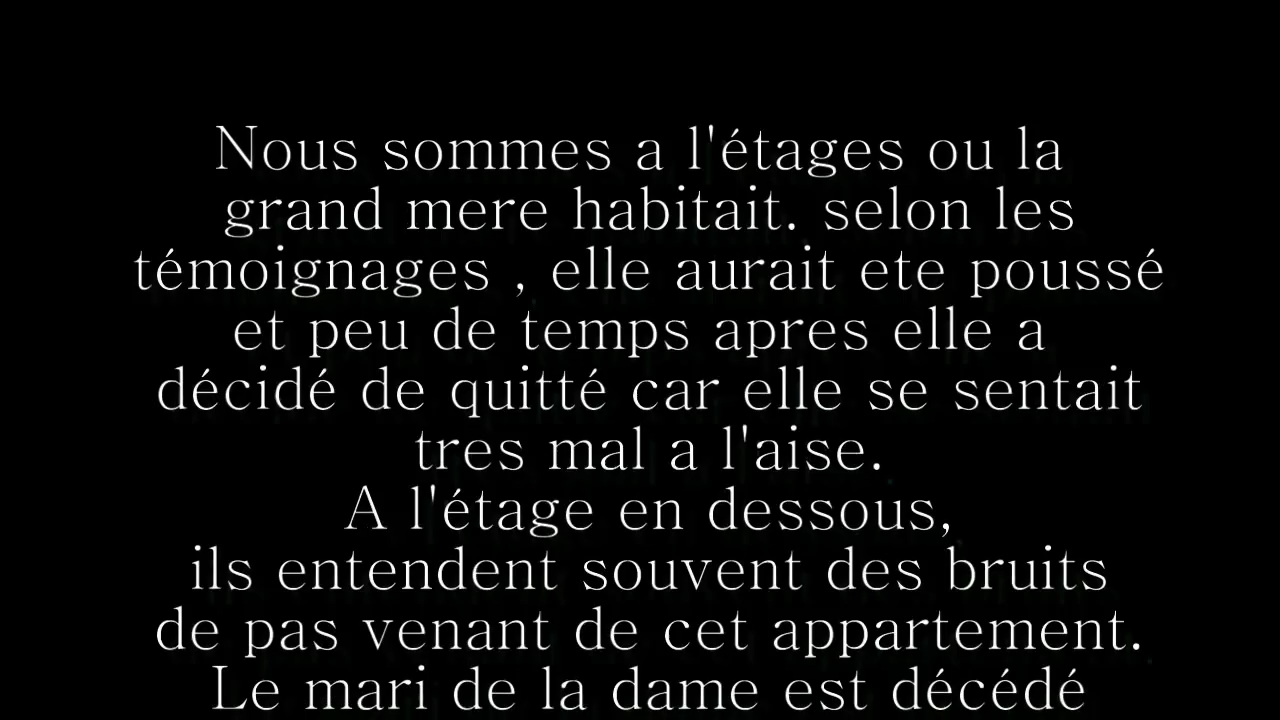 Nous sommes a l'étages ou la
grand mere habitait. selon les
témoignages , elle aurait ete poussé
et peu de temps apres elle a
décidé de quitté car elle se sentait
tres mal a l'aise.
A l'étage en dessous,
ils entendent souvent des bruits
de pas venant de cet appartement.
Le mari de la dame est décédé